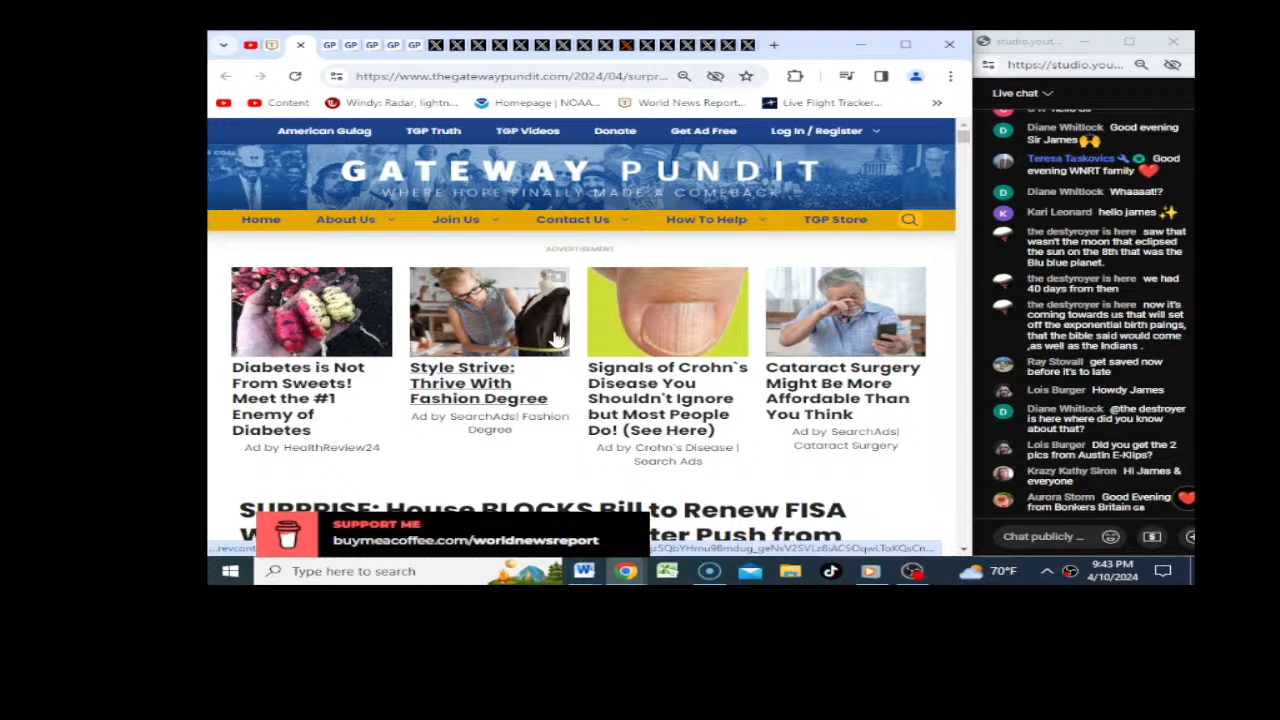 GP GP GP GP GP
https://www.thegatewaypundit.com/2024/04/surpr...
Content
Windy: Radar, lightn...
Homepage | NOAA...
World News Report...
Live Flight Tracker...
»
American Gulag
TGP Truth
TGP Videos
Donate
Get Ad Free
Log In / Register
GATEWAY PUNDIT
WHERE HOPE FINALLY MADE A COMEBACK
Home
About Us
Join Us
Contact Us
How To Help
TGP Store
ADVERTISEMENT
Diabetes is Not
From Sweets!
Meet the #1
Enemy of
Diabetes
Ad by HealthReview24
Style Strive:
Thrive With
Fashion Degree
Ad by SearchAds| Fashion
Degree
Signals of Crohn`s
Disease You
Shouldn't Ignore
but Most People
Do! (See Here)
Ad by Crohn`s Disease |
Search Ads
Cataract Surgery
Might Be More
Affordable Than
You Think
Ad by SearchAds|
Cataract Surgery
SURPRISE: House BLOCKS Bill to Renew FISA
ter Push from
SUPPORT ME
buymeacoffee.com/worldnewsreport
Type here to search
70°F
9:43 PM
4/10/2024
studio.yout...
https://studio.you...
Live chat
Diane Whitlock Good evening
Sir James
Teresa Taskovics Good
evening WNRT family
Diane Whitlock Whaaaat!?
Kari Leonard hello james
the destyroyer is here saw that
wasn't the moon that eclipsed
the sun on the 8th that was the
Blu blue planet.
the destyroyer is here we had
40 days from then
the destyroyer is here now it's
coming towards us that will set
off the exponential birth paings,
that the bible said would come
,as well as the Indians .
Ray Stovall get saved now
before it's to late
Lois Burger Howdy James
Diane Whitlock @the destroyer
is here where did you know
about that?
Lois Burger Did you get the 2
pics from Austin E-Klips?
Krazy Kathy Siron Hi James &
everyone
Aurora Storm Good Evening
from Bonkers Britain GB
Chat publicly ...